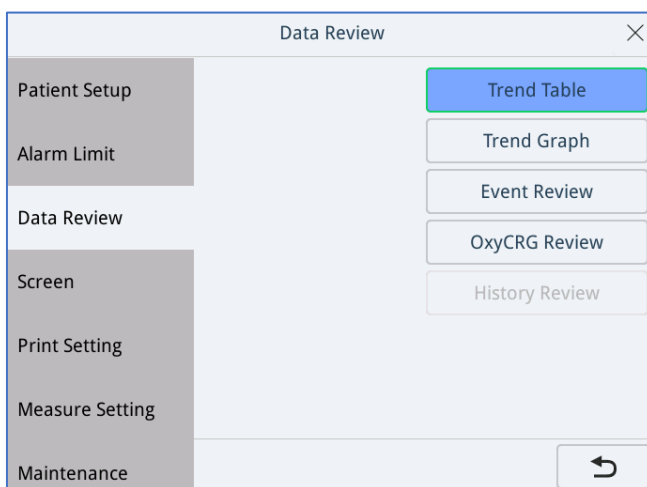 Data Review
Patient Setup
Alarm Limit
Data Review
Screen
Print Setting
Measure Setting
Maintenance
Trend Table
Trend Graph
Event Review
OxyCRG Review
History Review